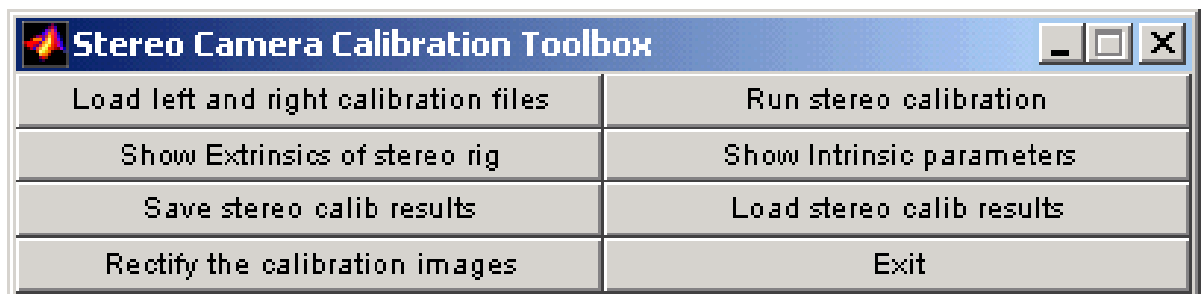 Stereo Camera Calibration Toolbox
Load left and right calibration files
Run stereo calibration
Show Extrinsics of stereo rig
Show Intrinsic parameters
Save stereo calib results
Load stereo calib results
Rectify the calibration images
Exit